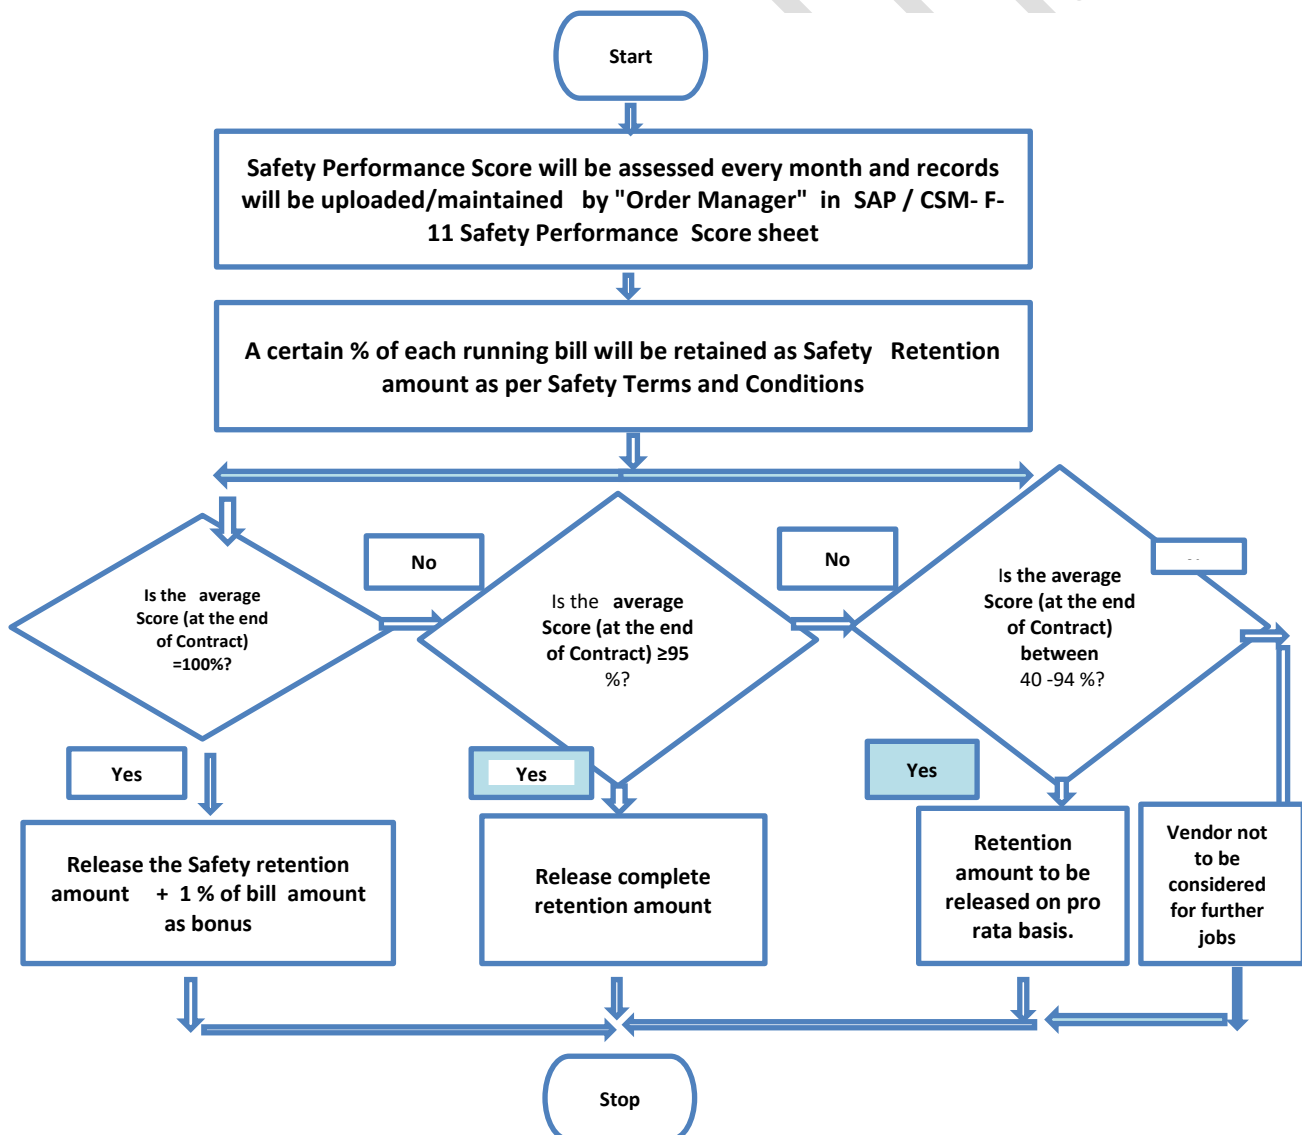 Start
Safety Performance Score will be assessed every month and records
will be uploaded/maintained by "Order Manager" in SAP / CSM- F-
11 Safety Performance Score sheet
A certain % of each running bill will be retained as Safety Retention
amount as per Safety Terms and Conditions
Is the average
Score (at the end
of Contract)
=100%?
No
Is the average
Score (at the end
of Contract) ≥95
%?
No
Is the average
Score (at the end
of Contract)
between
40 -94 %?
Yes
Yes
Yes
Release the Safety retention
amount + 1 % of bill amount
as bonus
Release complete
retention amount
Retention
amount to be
released on pro
rata basis.
Vendor not
to be
considered
for further
jobs
Stop